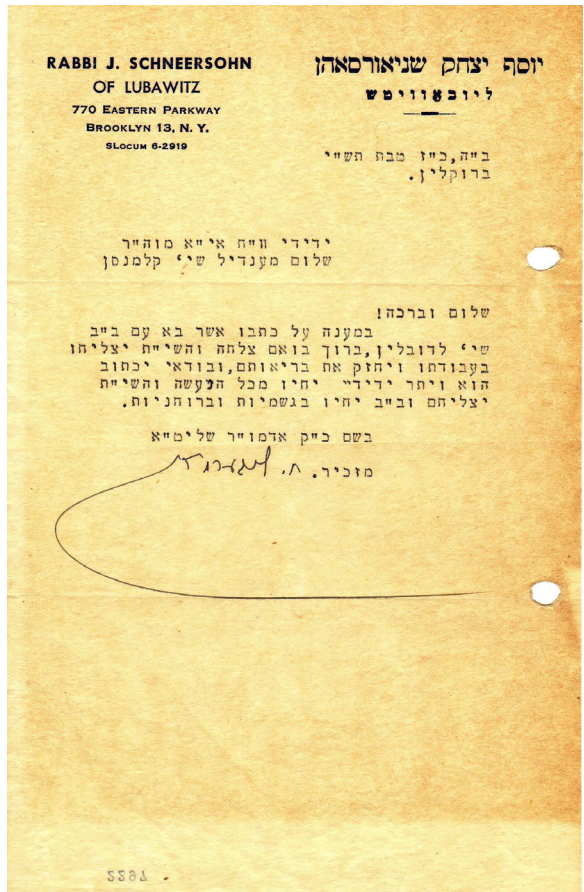 RABBI J. SCHNEERSOHN
OF LUBAWITZ
770 EASTERN PARKWAY
BROOKLYN 13, N. Y.
SLOCUM 6-2919
יוסף יצחק שניאורסאהן
ליובאוויטש
ב"ה,כ"ז טבת תש"י
ברוקלין.
ידידי וו"ח אי"א מוה"ר
שלום מענדיל שי' קלמנסן
שלום וברכה!
במענה על כתבו אשר בא עם ב"ב
שי' לדובלין,ברוך בואם צלחה והשי"ת יצליחו
בעבודתו ויחזק את בריאותם,ובודאי יכתוב
הוא ויתר ידידיי יחיו מכל הנעשה והשי"ת
יצליחם וב"ב יחיו בגשמיות וברוחניות.
בשם כ"ק אדמו"ר שליט"א
מזכיר. ח.
2297